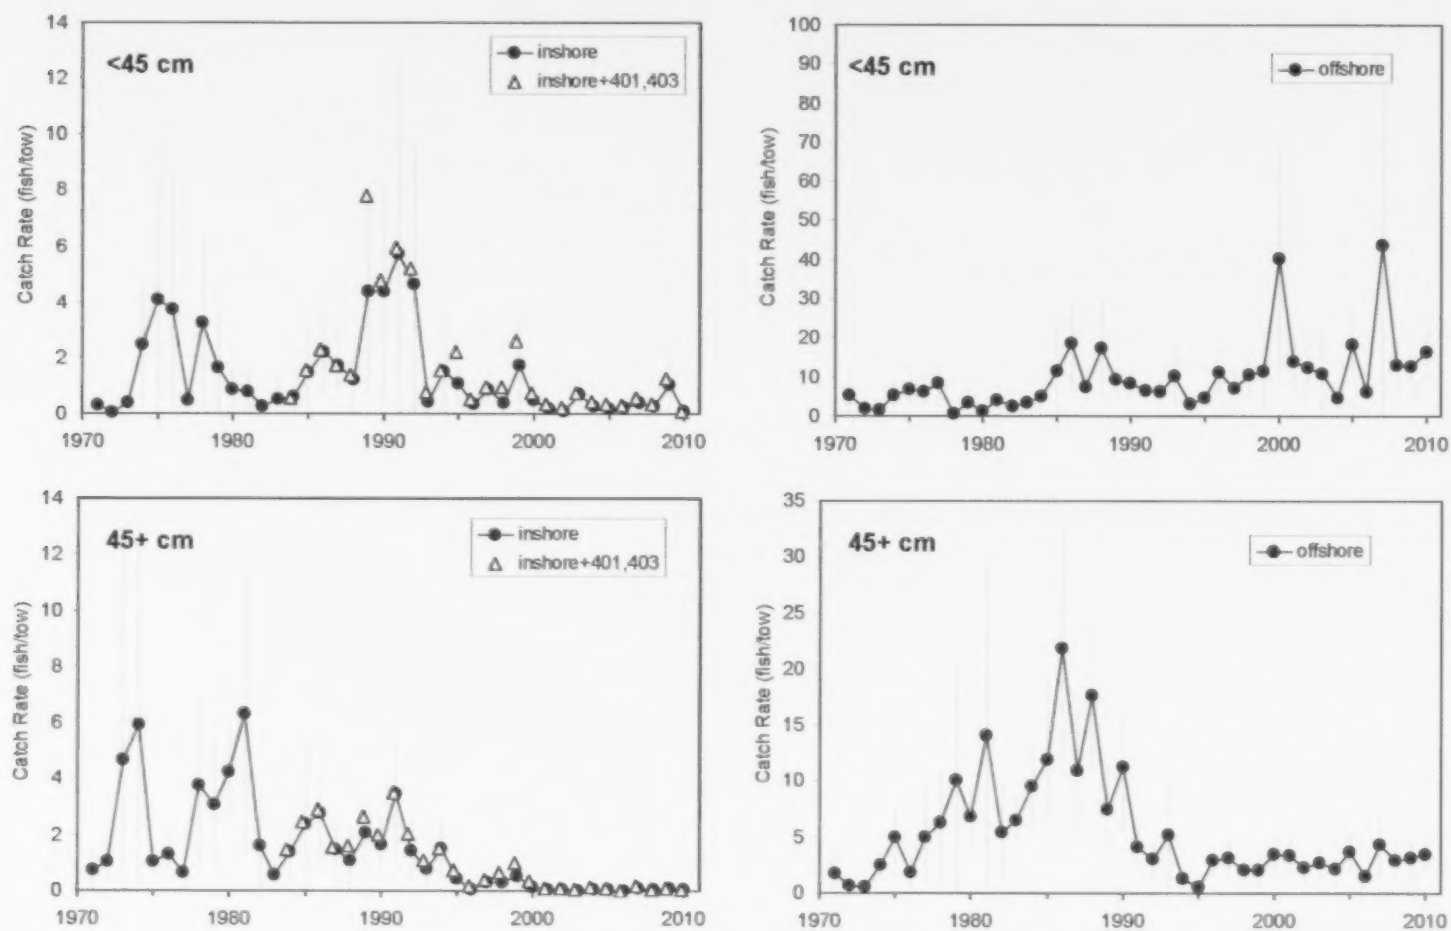 <45 cm
inshore
inshore+401,403
Catch Rate (fish/tow)
14
12
10
8
6
4
2
0
1970 1980 1990 2000 2010
<45 cm
offshore
Catch Rate (fish/tow)
100
90
80
70
60
50
40
30
20
10
0
1970 1980 1990 2000 2010
45+ cm
inshore
inshore+401,403
Catch Rate (fish/tow)
14
12
10
8
6
4
2
0
1970 1980 1990 2000 2010
45+ cm
offshore
Catch Rate (fish/tow)
35
30
25
20
15
10
5
0
1970 1980 1990 2000 2010